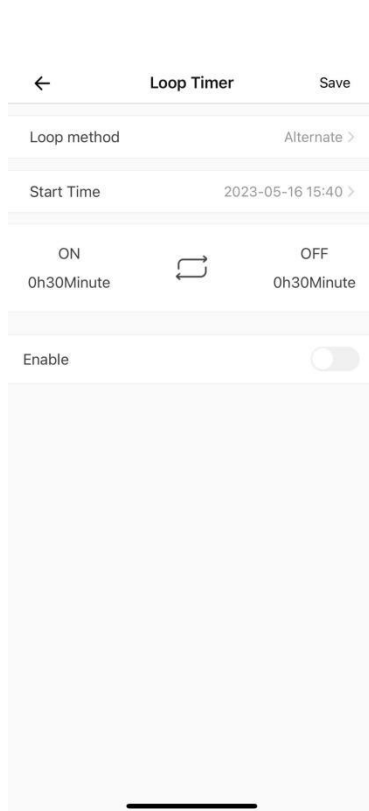 Loop Timer Save
Loop method Alternate >
Start Time 2023-05-16 15:40 >
ON OFF
0h30Minute 0h30Minute
Enable